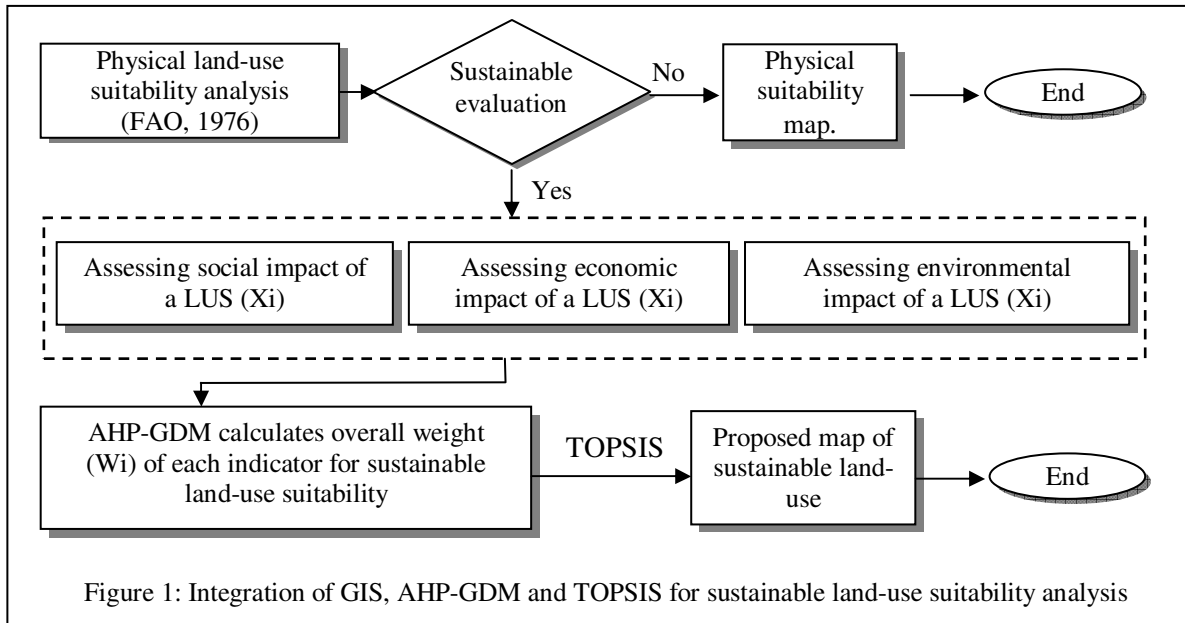 Physical land-use
suitability analysis
(FAO, 1976)
Sustainable
evaluation
No
Physical
suitability
map.
End
Yes
Assessing social impact of
a LUS (Xi)
Assessing economic
impact of a LUS (Xi)
Assessing environmental
impact of a LUS (Xi)
AHP-GDM calculates overall weight
(Wi) of each indicator for sustainable
land-use suitability
TOPSIS
Proposed map of
sustainable land-
use
End
Figure 1: Integration of GIS, AHP-GDM and TOPSIS for sustainable land-use suitability analysis